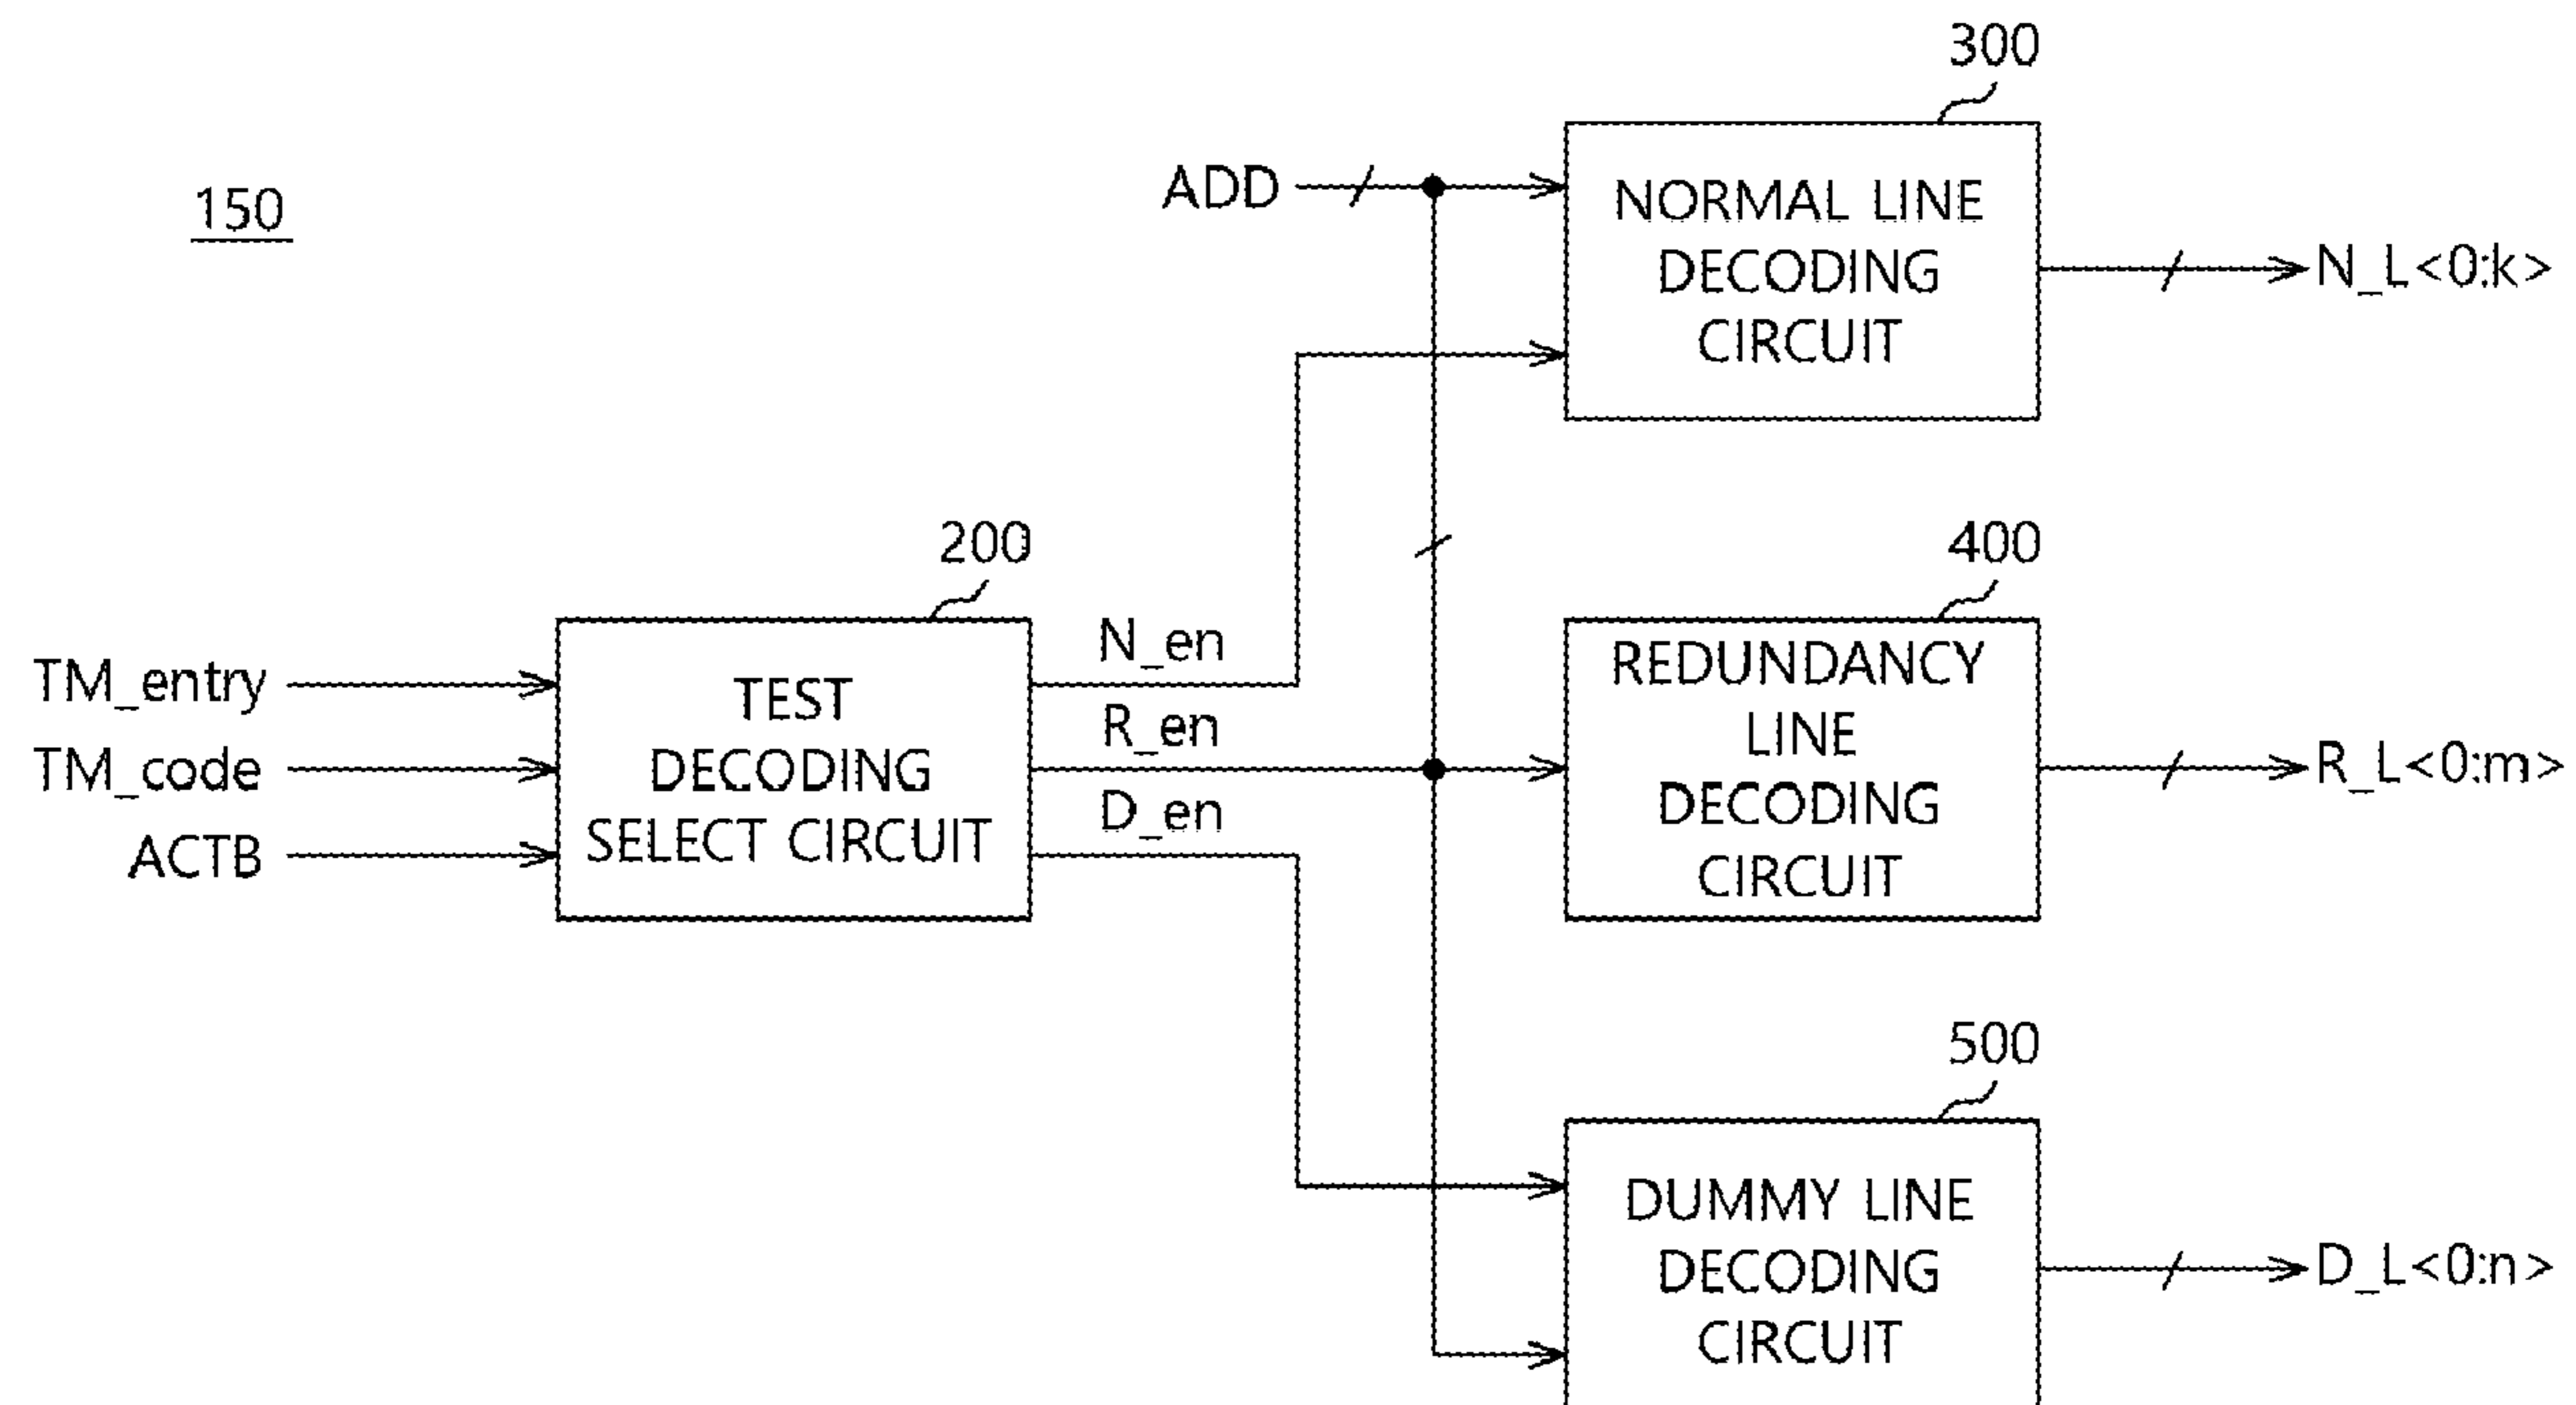 150
300
ADD
NORMAL LINE
DECODING
CIRCUIT
N_L<0:k>
200
TM_entry
TM_code
ACTB
TEST
DECODING
SELECT CIRCUIT
N_en
R_en
D_en
400
REDUNDANCY
LINE
DECODING
CIRCUIT
R_L<0:m>
500
DUMMY LINE
DECODING
CIRCUIT
D_L<0:n>